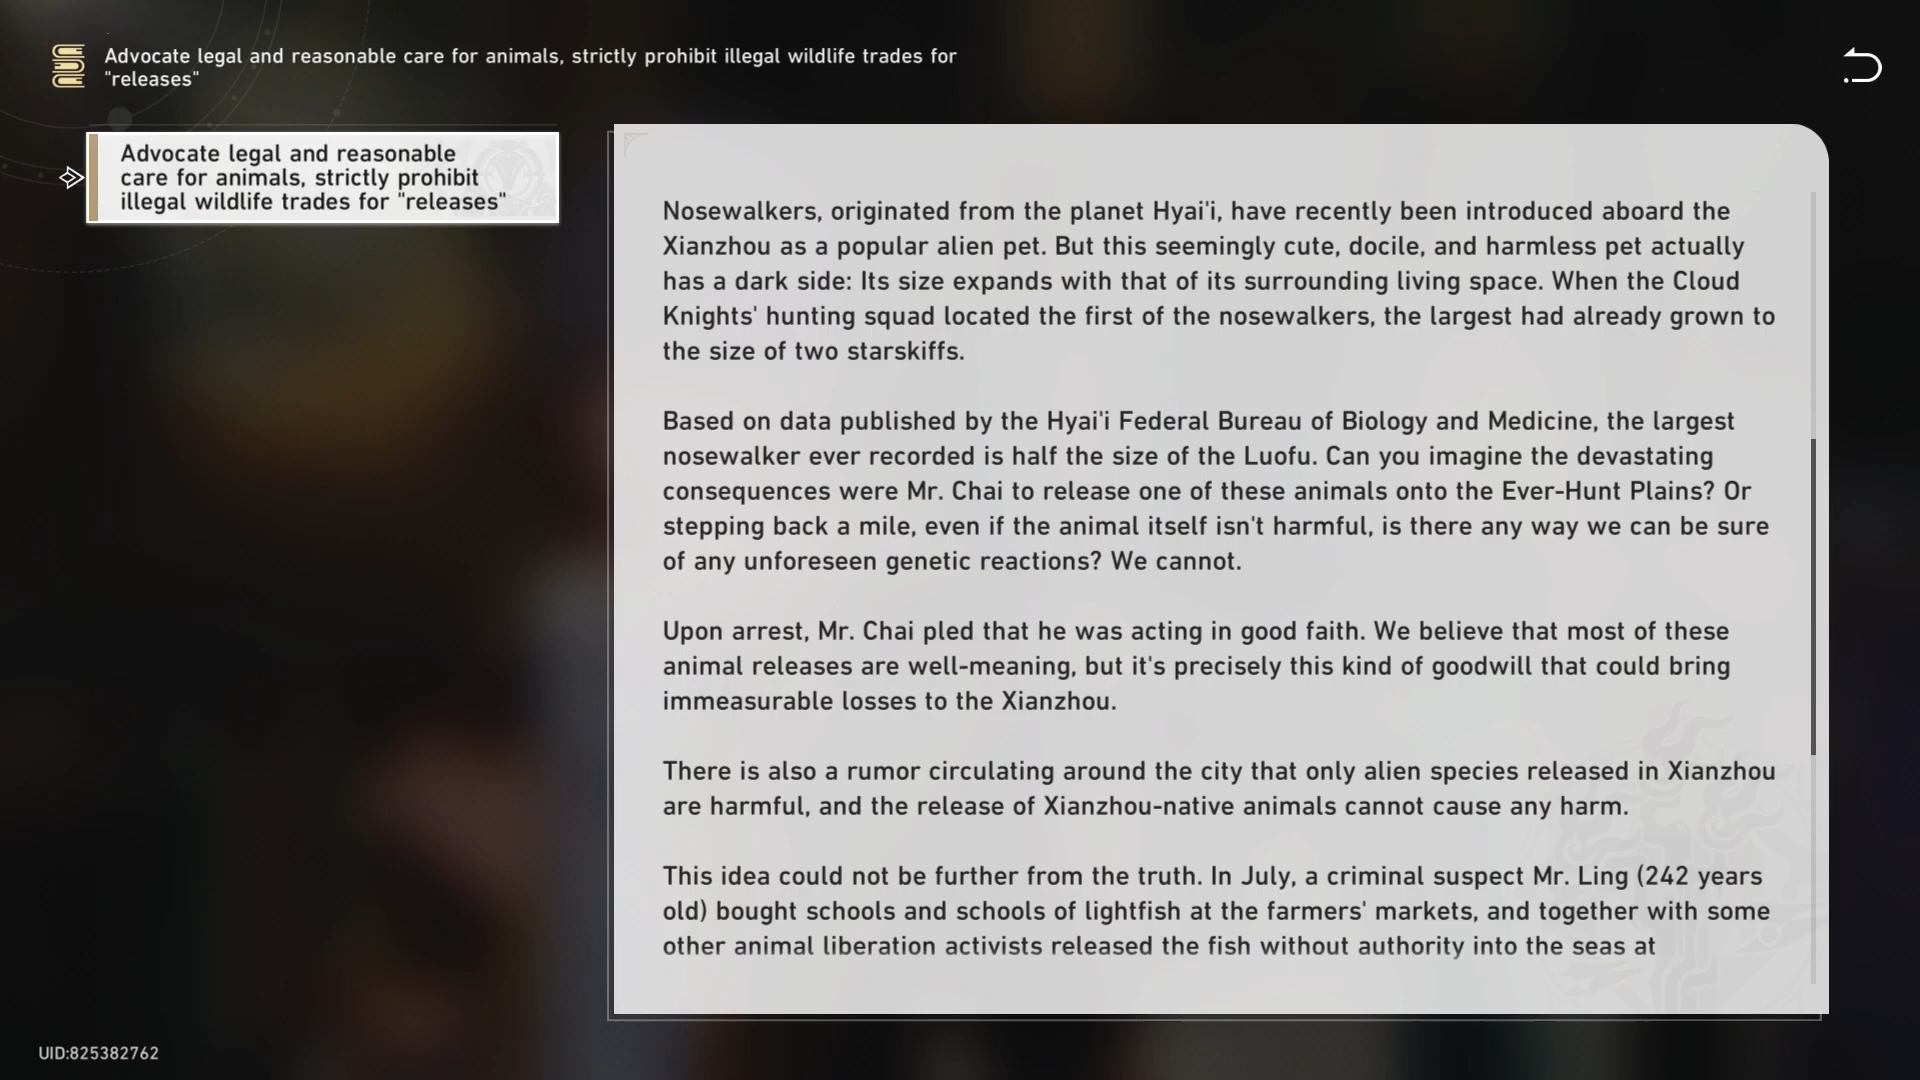 Advocate legal and reasonable care for animals, strictly prohibit illegal wildlife trades for
"releases"
Advocate legal and reasonable
care for animals, strictly prohibit
illegal wildlife trades for "releases"
Nosewalkers, originated from the planet Hyai'i, have recently been introduced aboard the
Xianzhou as a popular alien pet. But this seemingly cute, docile, and harmless pet actually
has a dark side: Its size expands with that of its surrounding living space. When the Cloud
Knights' hunting squad located the first of the nosewalkers, the largest had already grown to
the size of two starskiffs.
Based on data published by the Hyai'i Federal Bureau of Biology and Medicine, the largest
nosewalker ever recorded is half the size of the Luofu. Can you imagine the devastating
consequences were Mr. Chai to release one of these animals onto the Ever-Hunt Plains? Or
stepping back a mile, even if the animal itself isn't harmful, is there any way we can be sure
of any unforeseen genetic reactions? We cannot.
Upon arrest, Mr. Chai pled that he was acting in good faith. We believe that most of these
animal releases are well-meaning, but it's precisely this kind of goodwill that could bring
immeasurable losses to the Xianzhou.
There is also a rumor circulating around the city that only alien species released in Xianzhou
are harmful, and the release of Xianzhou-native animals cannot cause any harm.
This idea could not be further from the truth. In July, a criminal suspect Mr. Ling (242 years
old) bought schools and schools of lightfish at the farmers' markets, and together with some
other animal liberation activists released the fish without authority into the seas at
UID:825382762